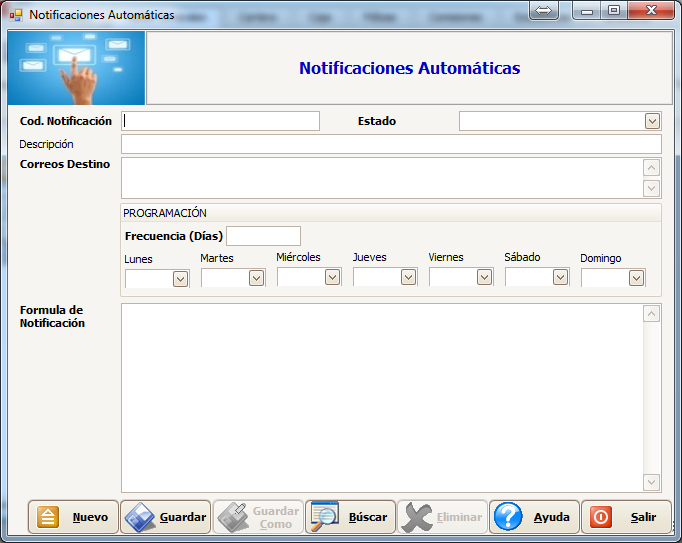 Notificaciones Automáticas
Notificaciones Automáticas
Cod. Notificación
Estado
Descripción
Correos Destino
PROGRAMACIÓN
Frecuencia (Días)
Lunes Martes Miércoles Jueves Viernes Sábado Domingo
Formula de
Notificación
Nuevo Guardar Guardar Como Búscar Eliminar Ayuda Salir